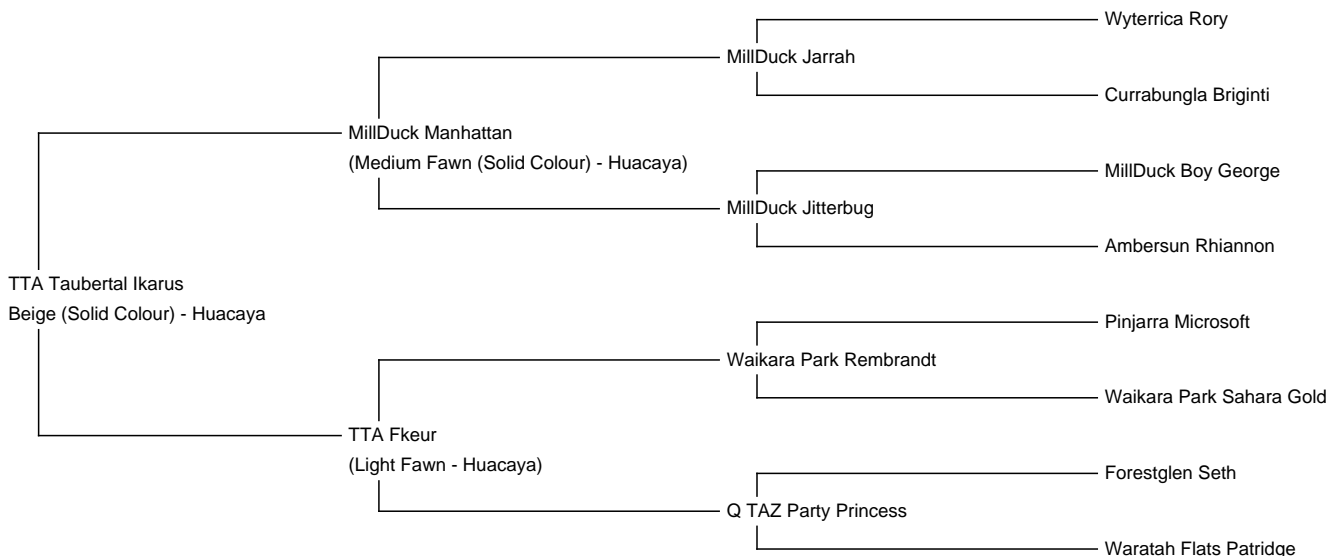 Wyterrica Rory
MillDuck Jarrah
Currabungla Briginti
MillDuck Manhattan
(Medium Fawn (Solid Colour) - Huacaya)
MillDuck Boy George
MillDuck Jitterbug
Ambersun Rhiannon
TTA Taubertal Ikarus
Beige (Solid Colour) - Huacaya
Pinjarra Microsoft
Waikara Park Rembrandt
Waikara Park Sahara Gold
TTA Fkeur
(Light Fawn - Huacaya)
Forestglen Seth
Q TAZ Party Princess
Waratah Flats Patridge